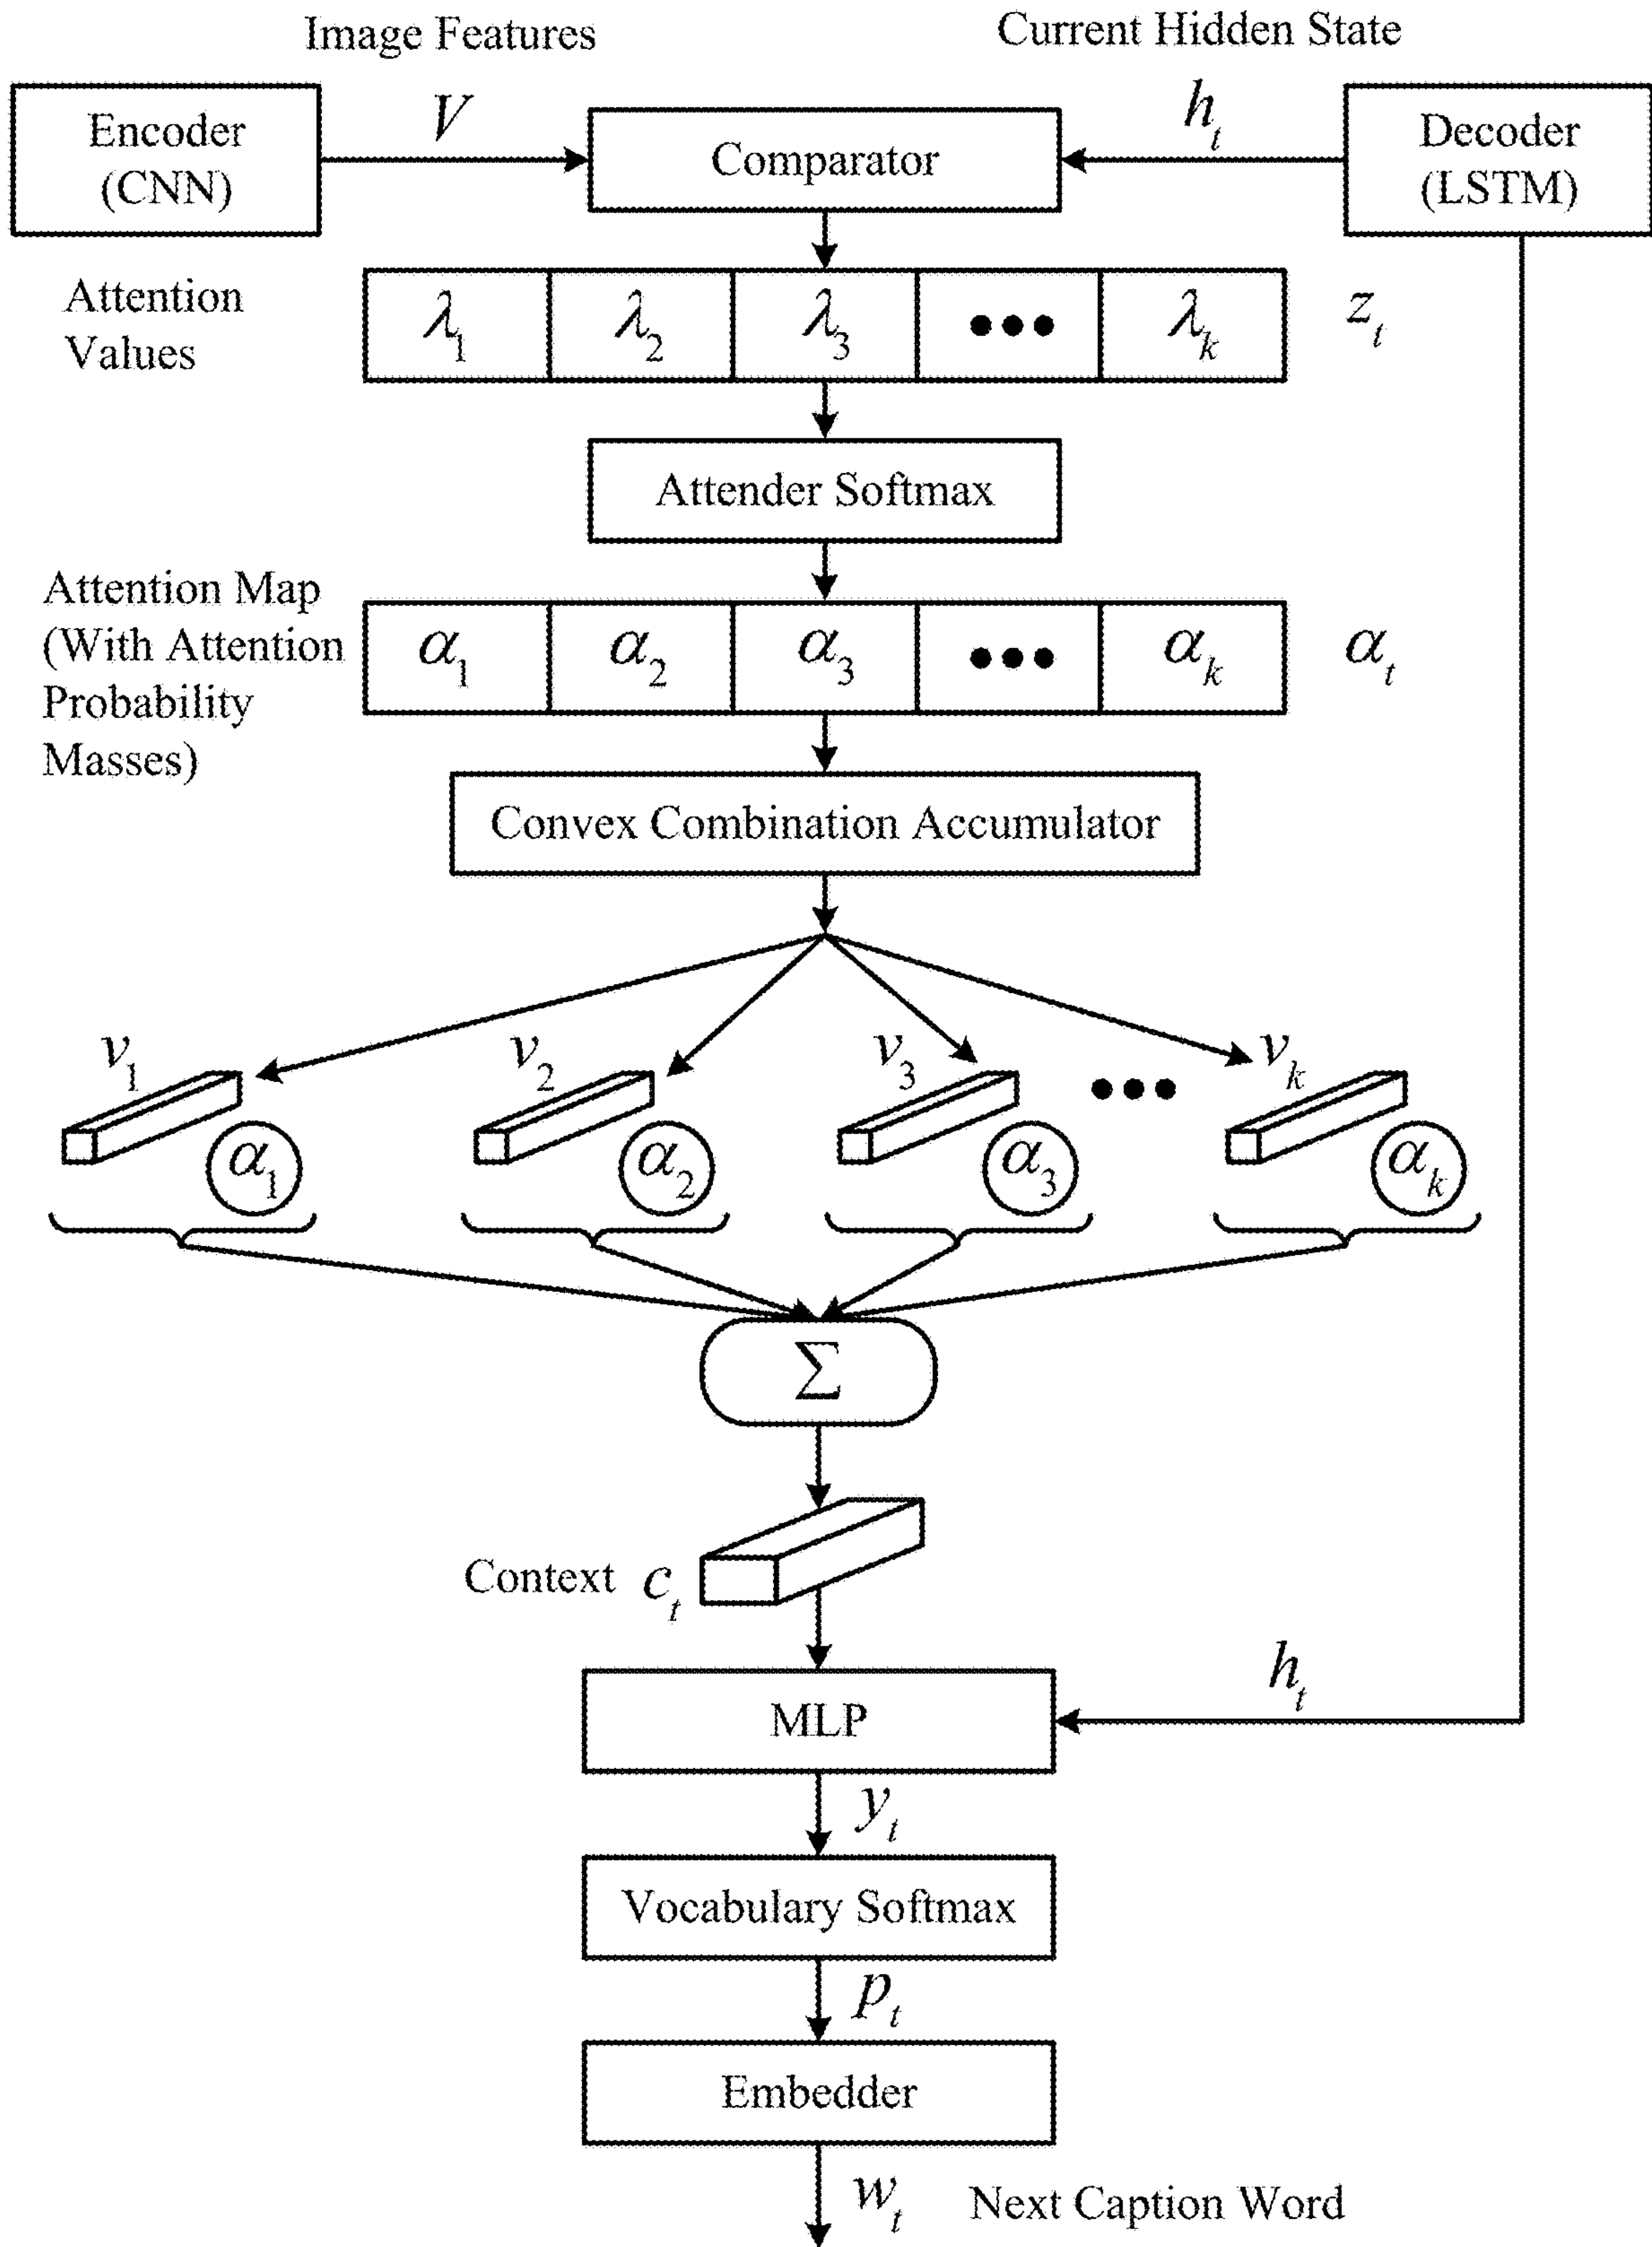 Image Features
Current Hidden State
Encoder
(CNN)
V
Comparator
h_t
Decoder
(LSTM)
Attention
Values
λ_1 λ_2 λ_3 ●●● λ_k z_t
Attender Softmax
Attention Map
(With Attention
Probability
Masses)
α_1 α_2 α_3 ●●● α_k α_t
Convex Combination Accumulator
v_1 v_2 v_3 ●●● v_k
α_1 α_2 α_3 α_k
Σ
Context c_t
h_t
MLP
y_t
Vocabulary Softmax
p_t
Embedder
w_t Next Caption Word